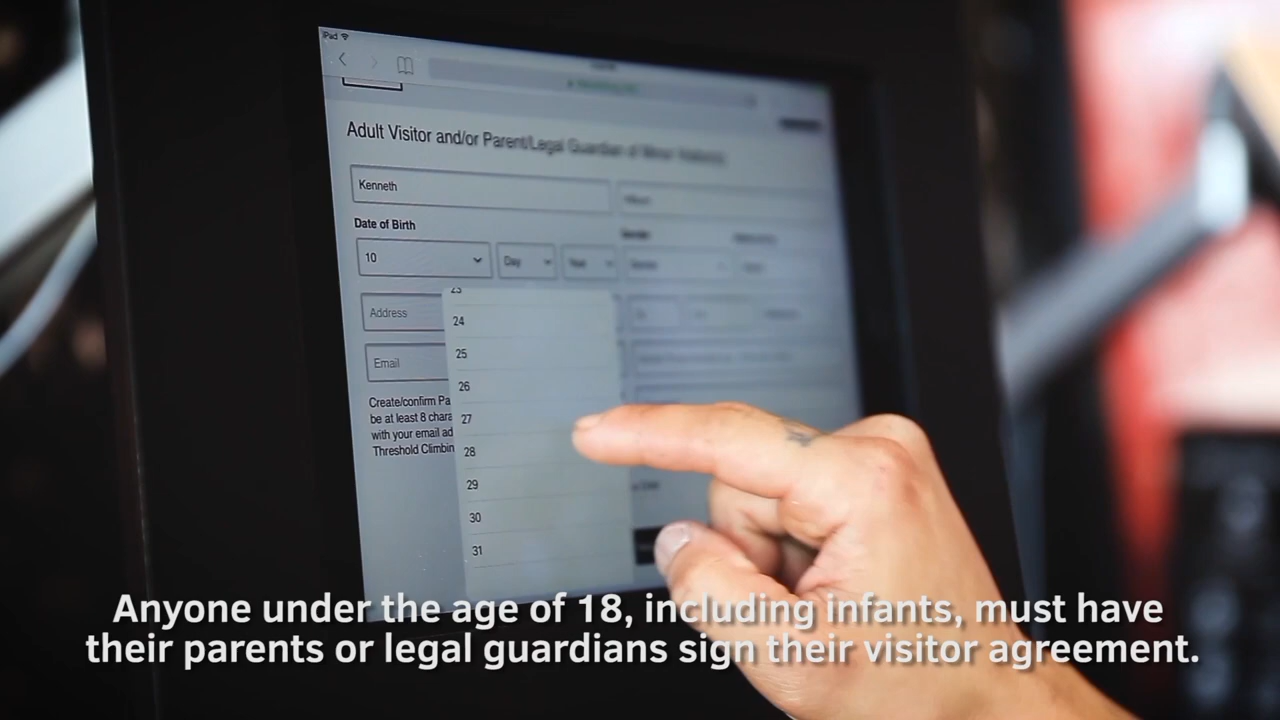 iPad
Adult Visitor and/or Parent/Legal Guardian of Minor Visitor(s)
Kenneth
Date of Birth
10
Day
Year
Address
23
24
25
Email
26
Create/confirm Pa
be at least 8 chara
with your email ad
Threshold Climbin
27
28
29
30
31
Anyone under the age of 18, including infants, must have
their parents or legal guardians sign their visitor agreement.